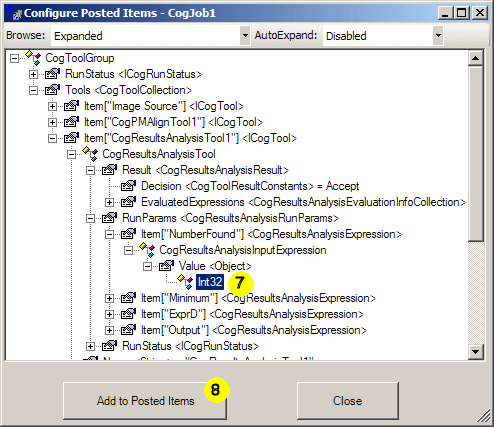 Configure Posted Items - CogJob1
Browse: Expanded AutoExpand: Disabled
CogToolGroup
RunStatus <ICogRunStatus>
Tools <CogToolCollection>
Item["Image Source"] <ICogTool>
Item["CogPMAlignTool1"] <ICogTool>
Item["CogResultsAnalysisTool1"] <ICogTool>
CogResultsAnalysisTool
Result <CogResultsAnalysisResult>
Decision <CogToolResultConstants> = Accept
EvaluatedExpressions <CogResultsAnalysisEvaluationInfoCollection>
RunParams <CogResultsAnalysisRunParams>
Item["NumberFound"] <CogResultsAnalysisExpression>
CogResultsAnalysisInputExpression
Value <Object>
Int32 7
Item["Minimum"] <CogResultsAnalysisExpression>
Item["ExprD"] <CogResultsAnalysisExpression>
Item["Output"] <CogResultsAnalysisExpression>
RunStatus <ICogRunStatus>
8
Add to Posted Items Close